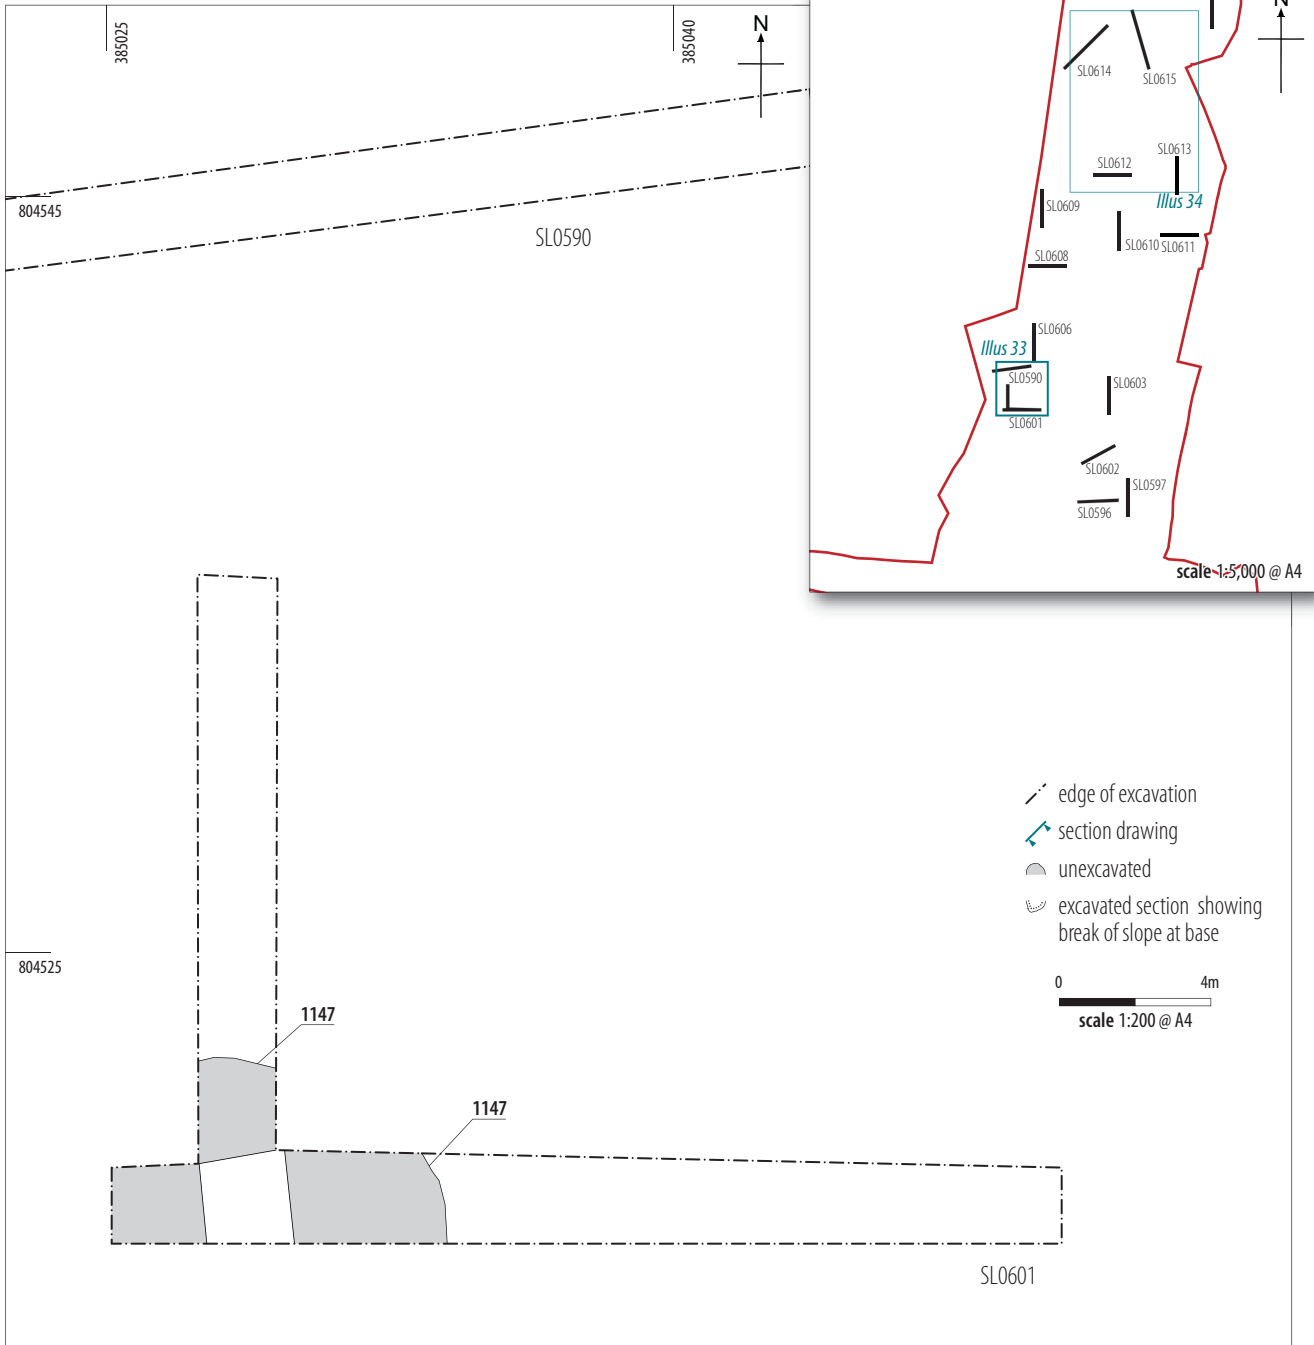 385025
385040
N
804545
SL0590
N
SL0614
SL0615
SL0613
SL0612
Illus 34
SL0609
SL0610
SL0611
SL0608
SL0606
Illus 33
SL0590
SL0603
SL0601
SL0602
SL0597
SL0596
scale 1:5,000 @ A4
edge of excavation
section drawing
unexcavated
excavated section showing
break of slope at base
804525
0 4m
scale 1:200 @ A4
1147
1147
SL0601